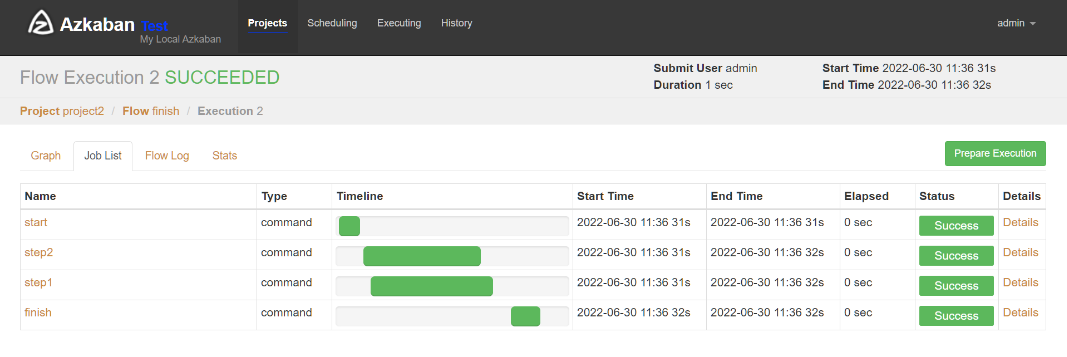 Azkaban Test Projects Scheduling Executing History admin
My Local Azkaban
Flow Execution 2 SUCCEEDED
Submit User admin Start Time 2022-06-30 11:36 31s
Duration 1 sec End Time 2022-06-30 11:36 32s
Project project2 / Flow finish / Execution 2
Graph Job List Flow Log Stats Prepare Execution
Name Type Timeline Start Time End Time Elapsed Status Details
start command 2022-06-30 11:36 31s 2022-06-30 11:36 31s 0 sec Success Details
step2 command 2022-06-30 11:36 31s 2022-06-30 11:36 32s 0 sec Success Details
step1 command 2022-06-30 11:36 31s 2022-06-30 11:36 32s 0 sec Success Details
finish command 2022-06-30 11:36 32s 2022-06-30 11:36 32s 0 sec Success Details